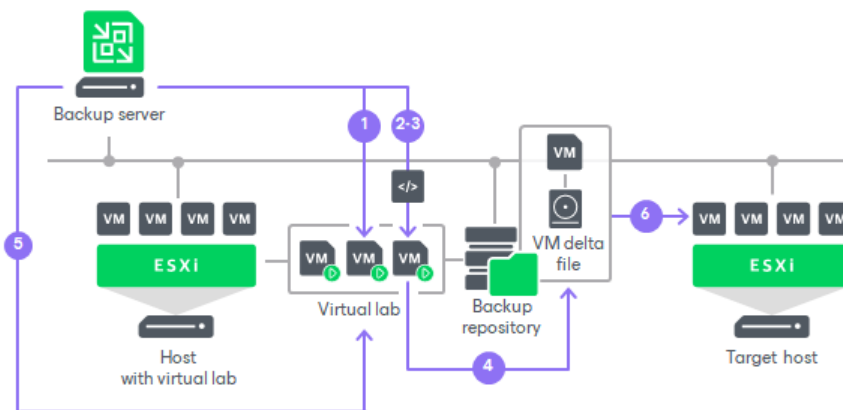 Backup server
1
2-3
</>
VM
VM delta
file
6
VM VM VM VM
ESXi
Host
with virtual lab
5
VM VM VM
Virtual lab
Backup
repository
4
VM VM VM VM
ESXi
Target host